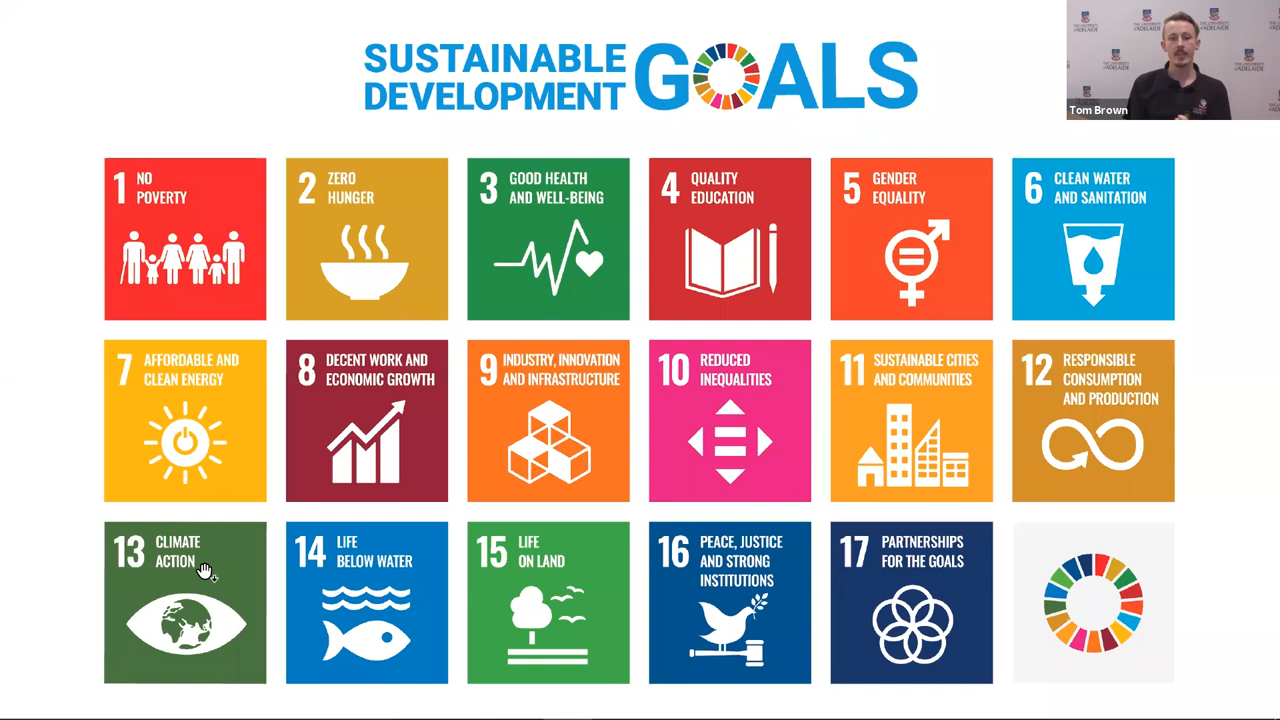 SUSTAINABLE
DEVELOPMENT
GOALS
THE UNIVERSITY
of ADELAIDE
Tom Brown
1 NO
POVERTY
2 ZERO
HUNGER
3 GOOD HEALTH
AND WELL-BEING
4 QUALITY
EDUCATION
5 GENDER
EQUALITY
6 CLEAN WATER
AND SANITATION
7 AFFORDABLE AND
CLEAN ENERGY
8 DECENT WORK AND
ECONOMIC GROWTH
9 INDUSTRY, INNOVATION
AND INFRASTRUCTURE
10 REDUCED
INEQUALITIES
11 SUSTAINABLE CITIES
AND COMMUNITIES
12 RESPONSIBLE
CONSUMPTION
AND PRODUCTION
13 CLIMATE
ACTION
14 LIFE
BELOW WATER
15 LIFE
ON LAND
16 PEACE, JUSTICE
AND STRONG
INSTITUTIONS
17 PARTNERSHIPS
FOR THE GOALS